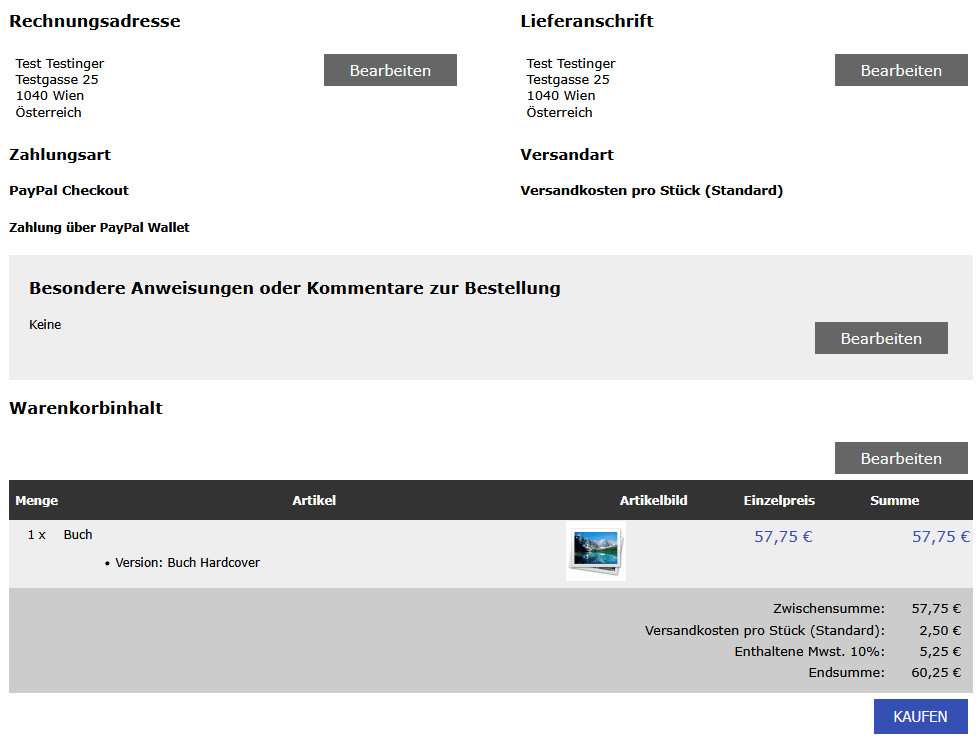 Rechnungsadresse
Test Testinger
Testgasse 25
1040 Wien
Österreich
Bearbeiten
Lieferanschrift
Test Testinger
Testgasse 25
1040 Wien
Österreich
Bearbeiten
Zahlungsart
PayPal Checkout
Zahlung über PayPal Wallet
Versandart
Versandkosten pro Stück (Standard)
Besondere Anweisungen oder Kommentare zur Bestellung
Keine
Bearbeiten
Warenkorbinhalt
Bearbeiten
Menge Artikel Artikelbild Einzelpreis Summe
1 x Buch 57,75 € 57,75 €
• Version: Buch Hardcover
Zwischensumme: 57,75 €
Versandkosten pro Stück (Standard): 2,50 €
Enthaltene Mwst. 10%: 5,25 €
Endsumme: 60,25 €
KAUFEN